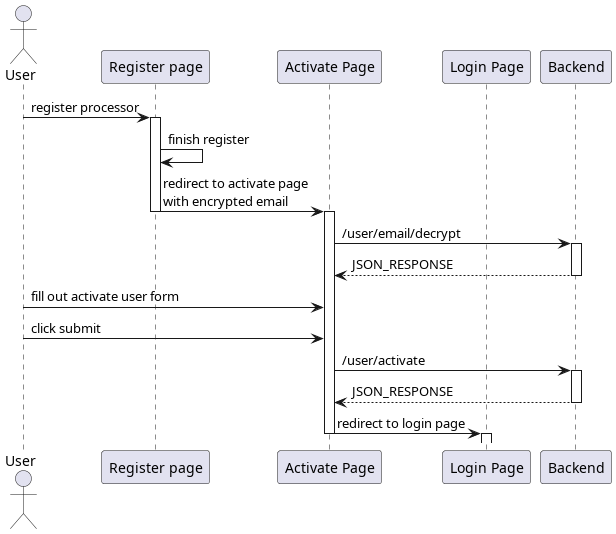 User
Register page
Activate Page
Login Page
Backend
register processor
finish register
redirect to activate page
with encrypted email
/user/email/decrypt
JSON_RESPONSE
fill out activate user form
click submit
/user/activate
JSON_RESPONSE
redirect to login page
User
Register page
Activate Page
Login Page
Backend